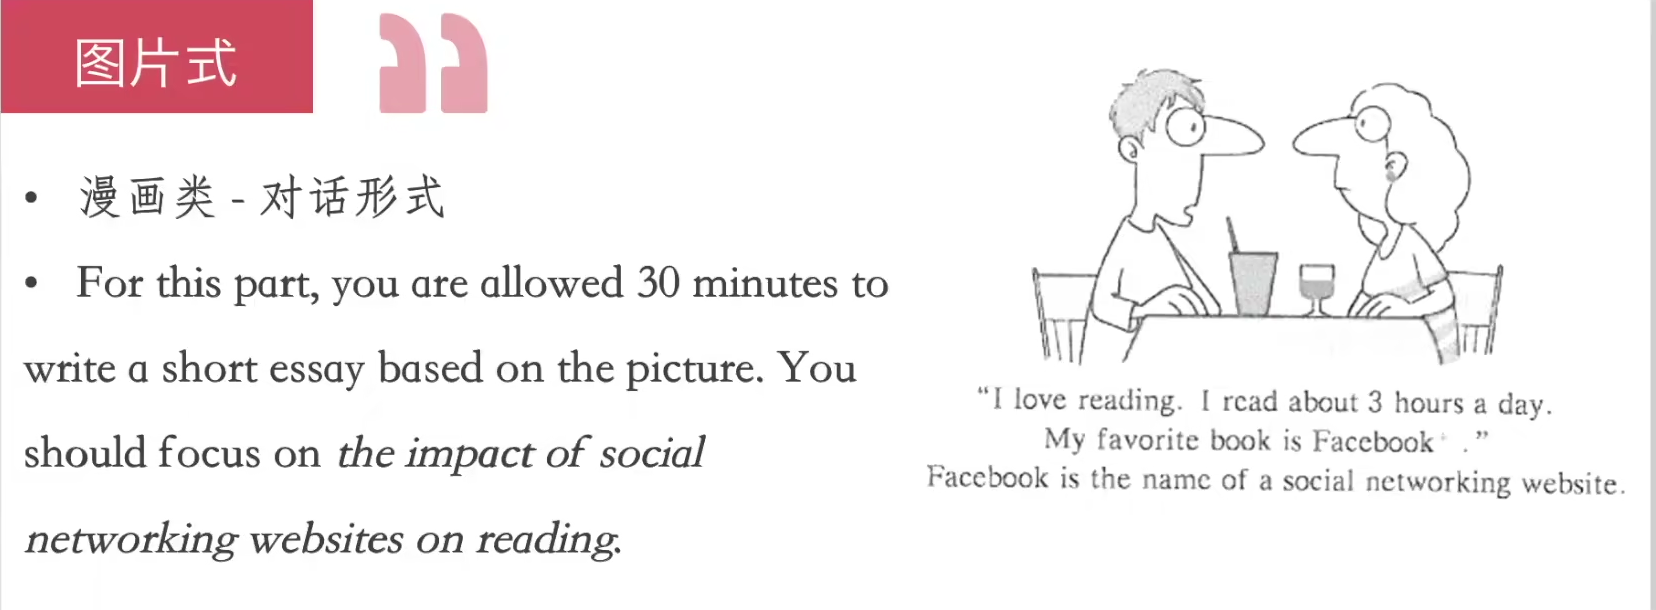 图片式
• 漫画类 - 对话形式
• For this part, you are allowed 30 minutes to
write a short essay based on the picture. You
should focus on the impact of social
networking websites on reading.
“I love reading. I read about 3 hours a day.
My favorite book is Facebook .”
Facebook is the name of a social networking website.